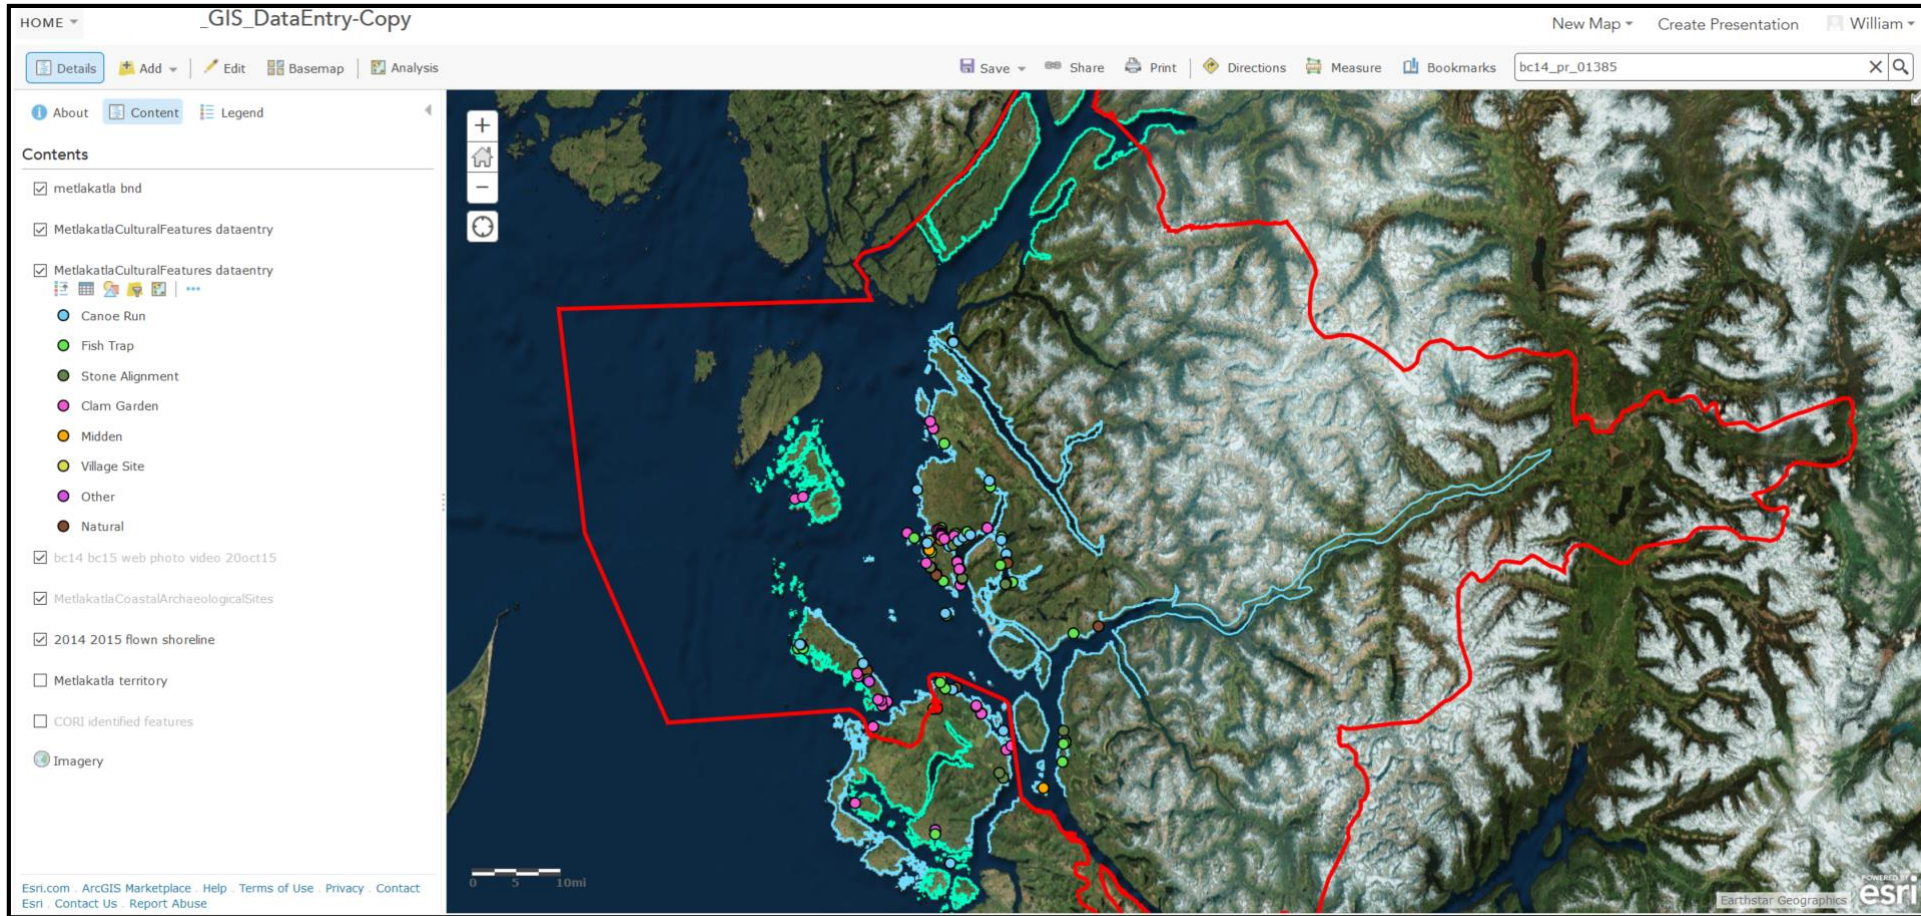 HOME
_GIS_DataEntry-Copy
New Map
Create Presentation
William
Details
Add
Edit
Basemap
Analysis
Save
Share
Print
Directions
Measure
Bookmarks
bc14_pr_01385
About
Content
Legend
Contents
metlakatla bnd
MetlakatlaCulturalFeatures dataentry
MetlakatlaCulturalFeatures dataentry
Canoe Run
Fish Trap
Stone Alignment
Clam Garden
Midden
Village Site
Other
Natural
bc14 bc15 web photo video 20oct15
MetlakatlaCoastalArchaeologicalSites
2014 2015 flown shoreline
Metlakatla territory
CORI identified features
Imagery
Esri.com . ArcGIS Marketplace . Help . Terms of Use . Privacy . Contact
Esri . Contact Us . Report Abuse
0 5 10mi
Earthstar Geographics
POWERED BY
esri